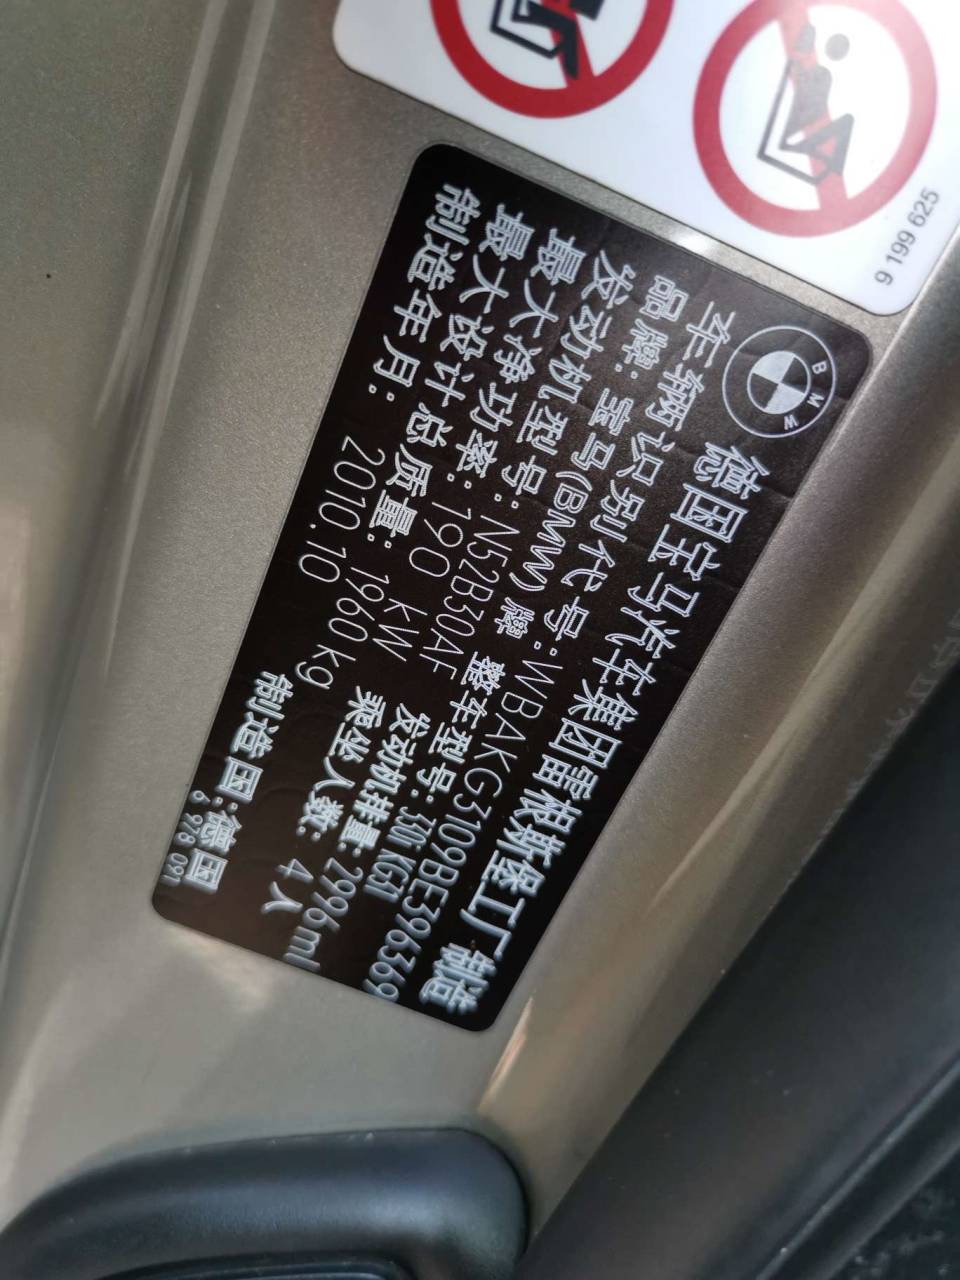 9 199 625
BMW
德国宝马汽车集团雷根斯堡工厂 制造
车辆识别代号:WBAKG3109BE396369
品牌: 宝马(BMW)牌 整车型号:
发动机型号: N52B30AF 发动机排量:2996ml
最大净功率: 190 kW 乘坐人数: 4人
最大设计总质量: 1960 kg
制造年月: 2010.10 制造国:德国
6 978 091